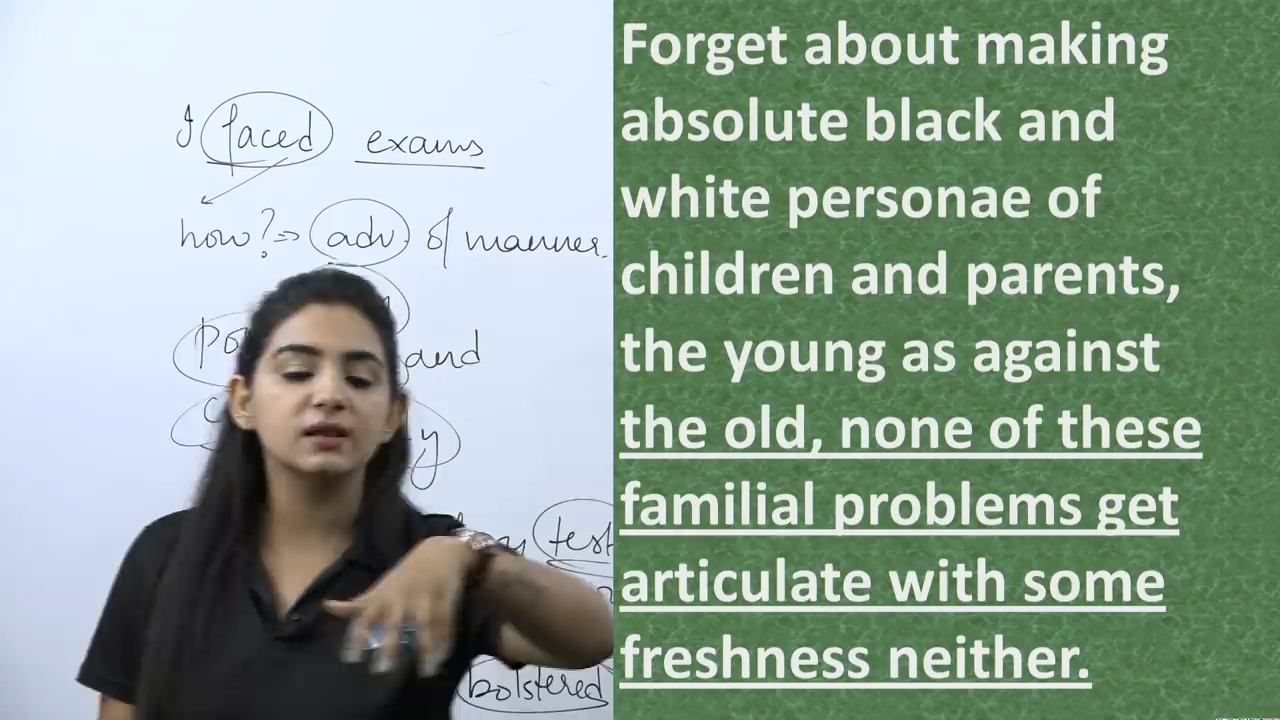 I faced exams
how? => adv. of manner.
and
y
test
bolstered
Forget about making
absolute black and
white personae of
children and parents,
the young as against
the old, none of these
familial problems get
articulate with some
freshness neither.